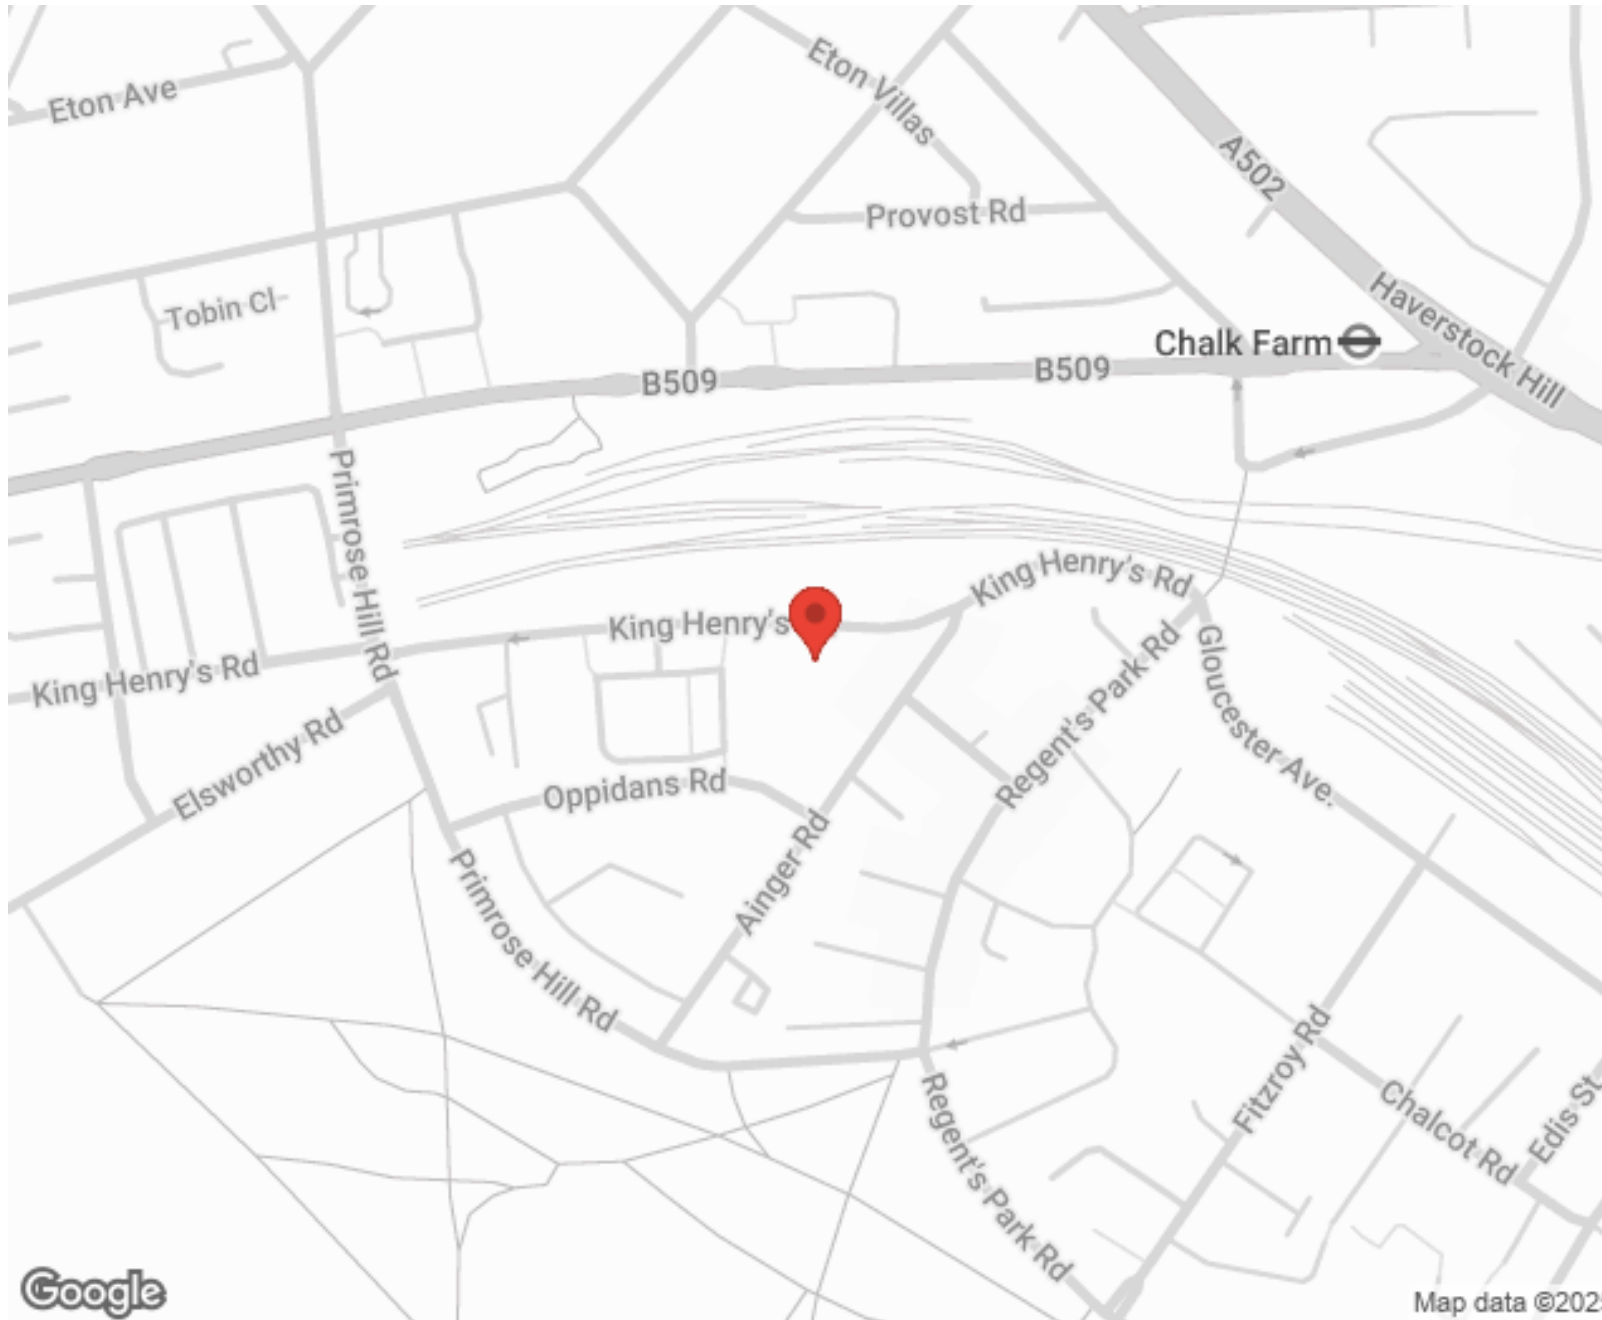 Eton Ave
Eton Villas
A502
Provost Rd
Tobin Cl
Haverstock Hill
Chalk Farm
B509
B509
Primrose Hill Rd
King Henry's Rd
King Henry's
King Henry's Rd
Elsworthy Rd
Regent's Park Rd
Gloucester Ave.
Oppidans Rd
Ainger Rd
Primrose Hill Rd
Fitzroy Rd
Chalcot Rd
Edis St
Regent's Park Rd
Google
Map data ©202